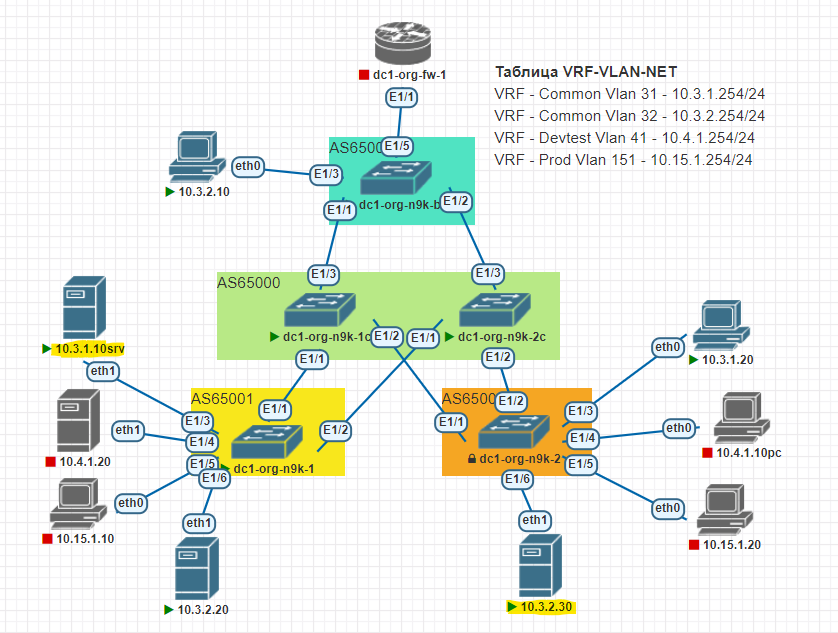 dc1-org-fw-1
E1/1
Таблица VRF-VLAN-NET
VRF - Common Vlan 31 - 10.3.1.254/24
VRF - Common Vlan 32 - 10.3.2.254/24
VRF - Devtest Vlan 41 - 10.4.1.254/24
VRF - Prod Vlan 151 - 10.15.1.254/24
AS6500
E1/5
eth0
E1/3
10.3.2.10
E1/1
dc1-org-n9k-b
E1/2
E1/3
E1/3
AS65000
dc1-org-n9k-1c
E1/2
E1/1
dc1-org-n9k-2c
E1/1
E1/2
10.3.1.10srv
eth1
eth0
10.3.1.20
AS65001
E1/1
E1/3
E1/4
E1/2
E1/5
E1/6
dc1-org-n9k-1
AS6500
E1/2
E1/1
E1/3
E1/4
E1/5
dc1-org-n9k-2
E1/6
eth1
10.4.1.20
eth0
10.4.1.10pc
eth0
10.15.1.10
eth0
10.15.1.20
eth1
10.3.2.20
eth1
10.3.2.30